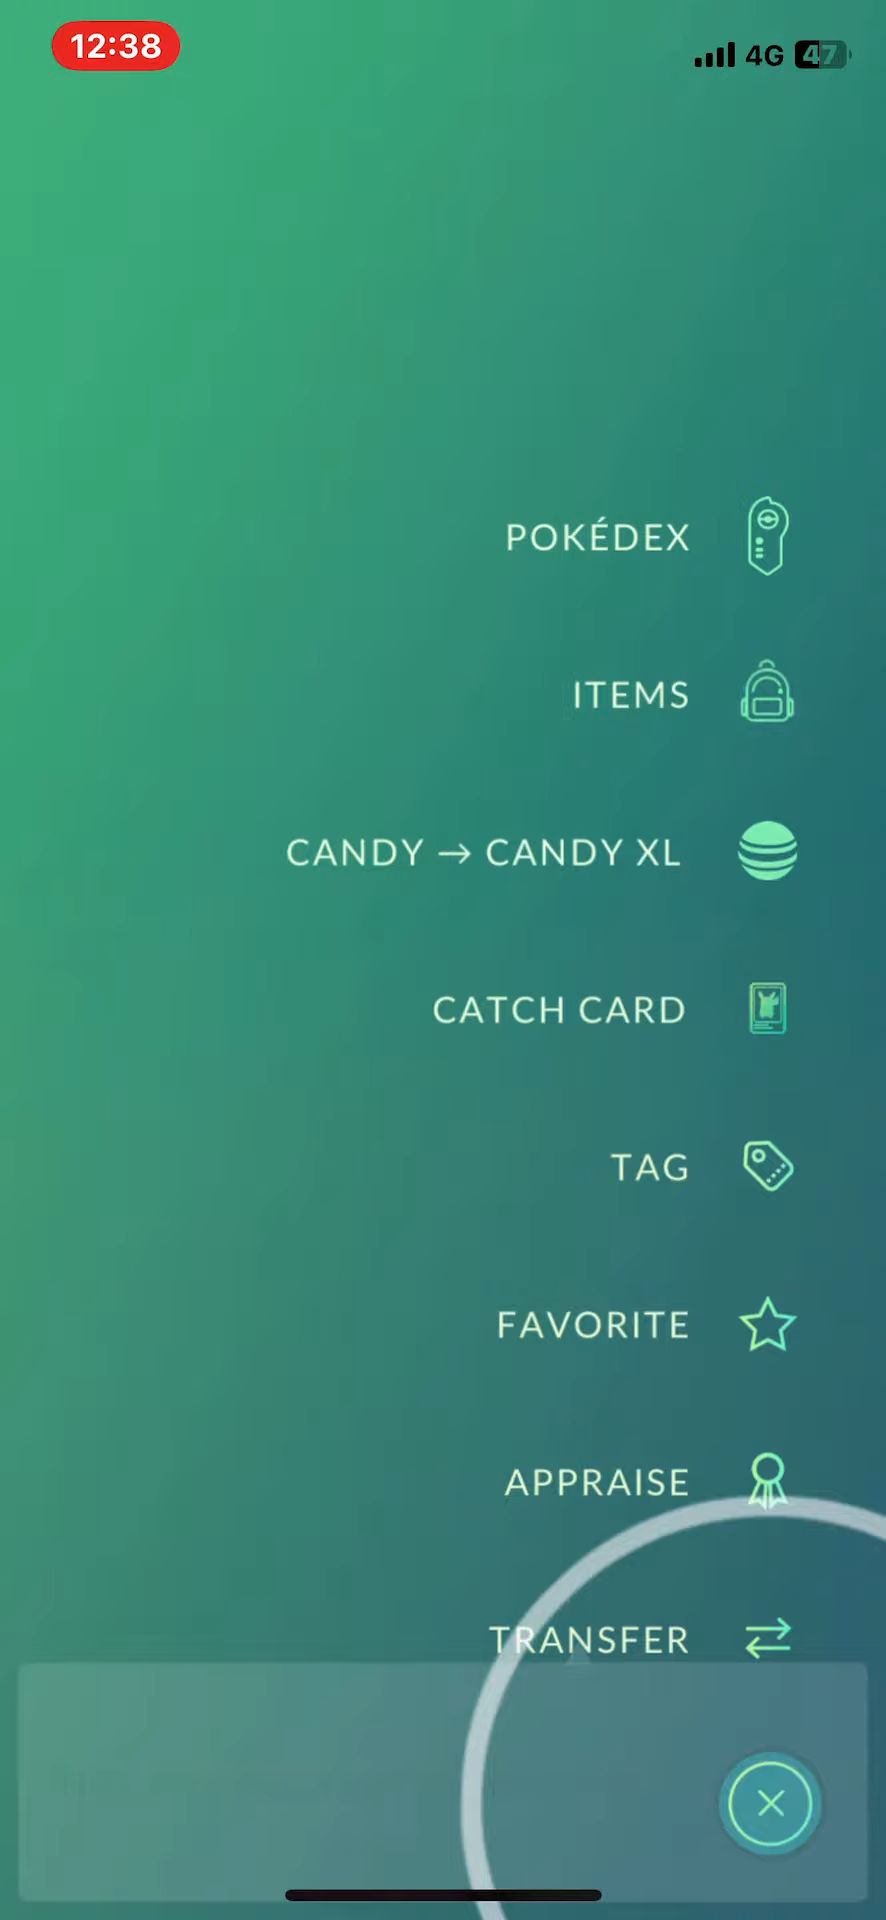 12:38
4G
47
POKÉDEX
ITEMS
CANDY → CANDY XL
CATCH CARD
TAG
FAVORITE
APPRAISE
TRANSFER